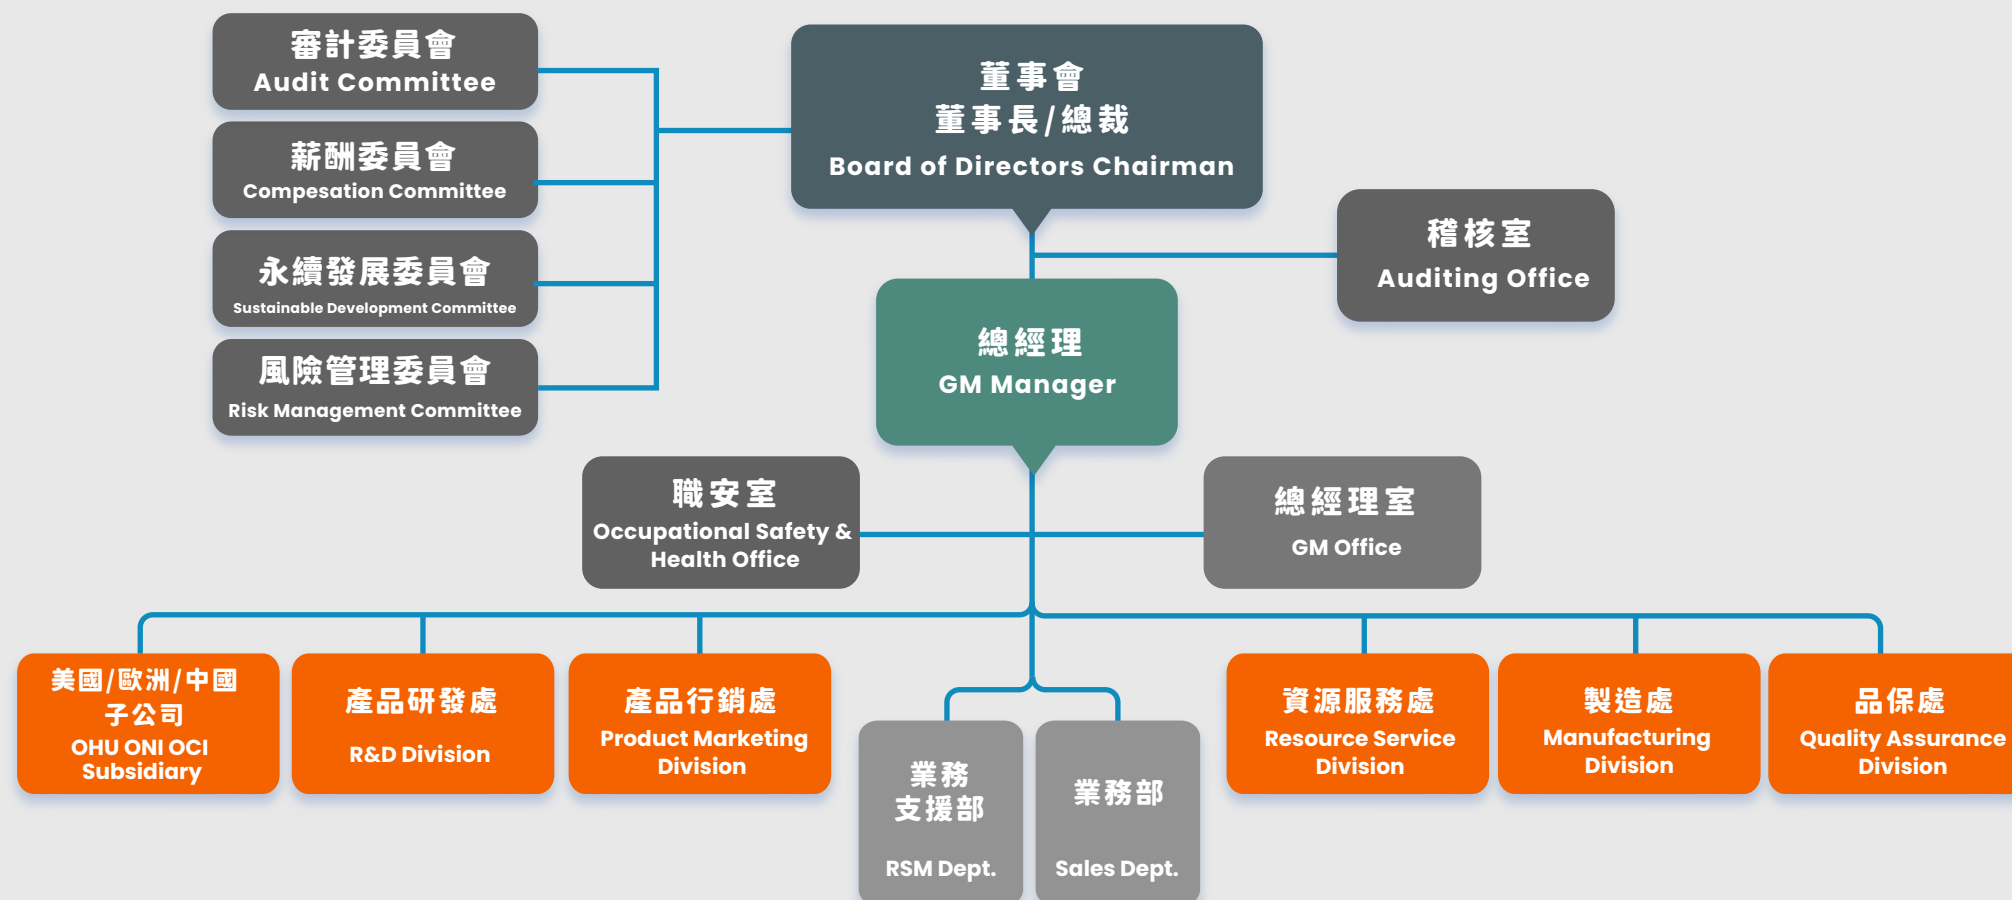 審計委員會
Audit Committee
薪酬委員會
Compesation Committee
永續發展委員會
Sustainable Development Committee
風險管理委員會
Risk Management Committee
董事會
董事長/總裁
Board of Directors Chairman
稽核室
Auditing Office
總經理
GM Manager
職安室
Occupational Safety &
Health Office
總經理室
GM Office
美國/歐洲/中國
子公司
OHU ONI OCI
Subsidiary
產品研發處
R&D Division
產品行銷處
Product Marketing
Division
業務
支援部
RSM Dept.
業務部
Sales Dept.
資源服務處
Resource Service
Division
製造處
Manufacturing
Division
品保處
Quality Assurance
Division